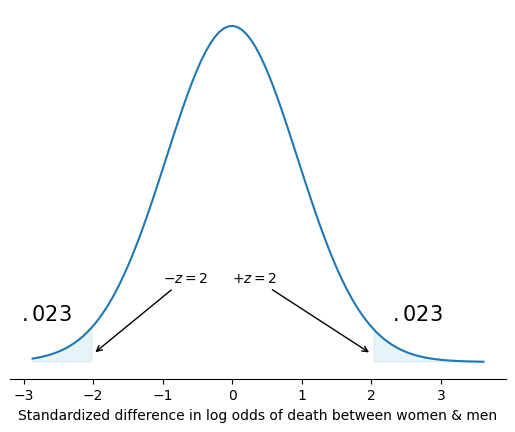 −z = 2
+z = 2
.023
.023
−3 −2 −1 0 1 2 3
Standardized difference in log odds of death between women & men